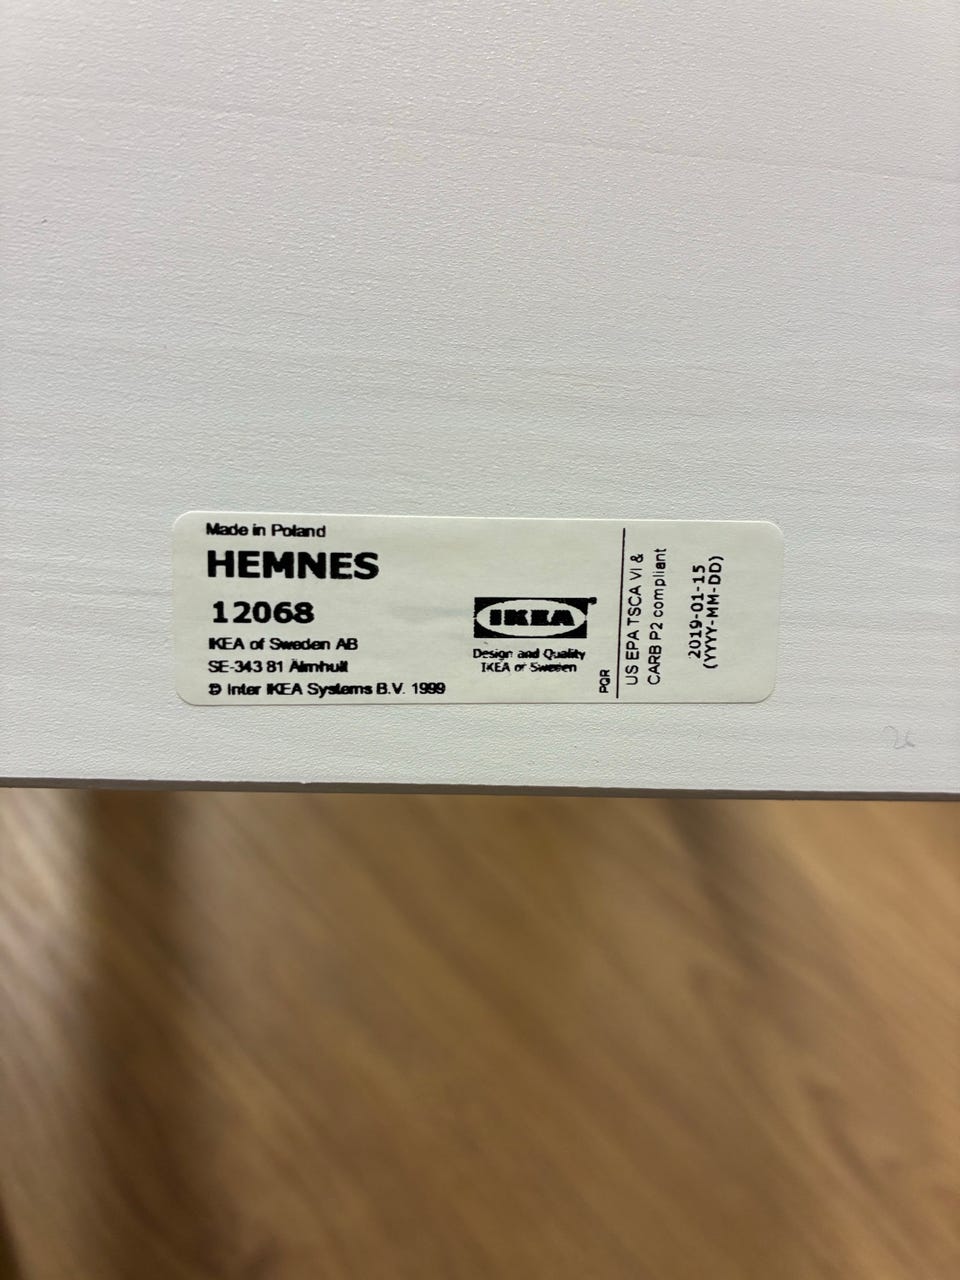 Made in Poland
HEMNES
12068
IKEA of Sweden AB
SE-343 81 Älmhult
© Inter IKEA Systems B.V. 1999
IKEA®
Design and Quality
IKEA of Sweden
PQR
US EPA TSCA VI &
CARB P2 compliant
2019-01-15
(YYYY-MM-DD)